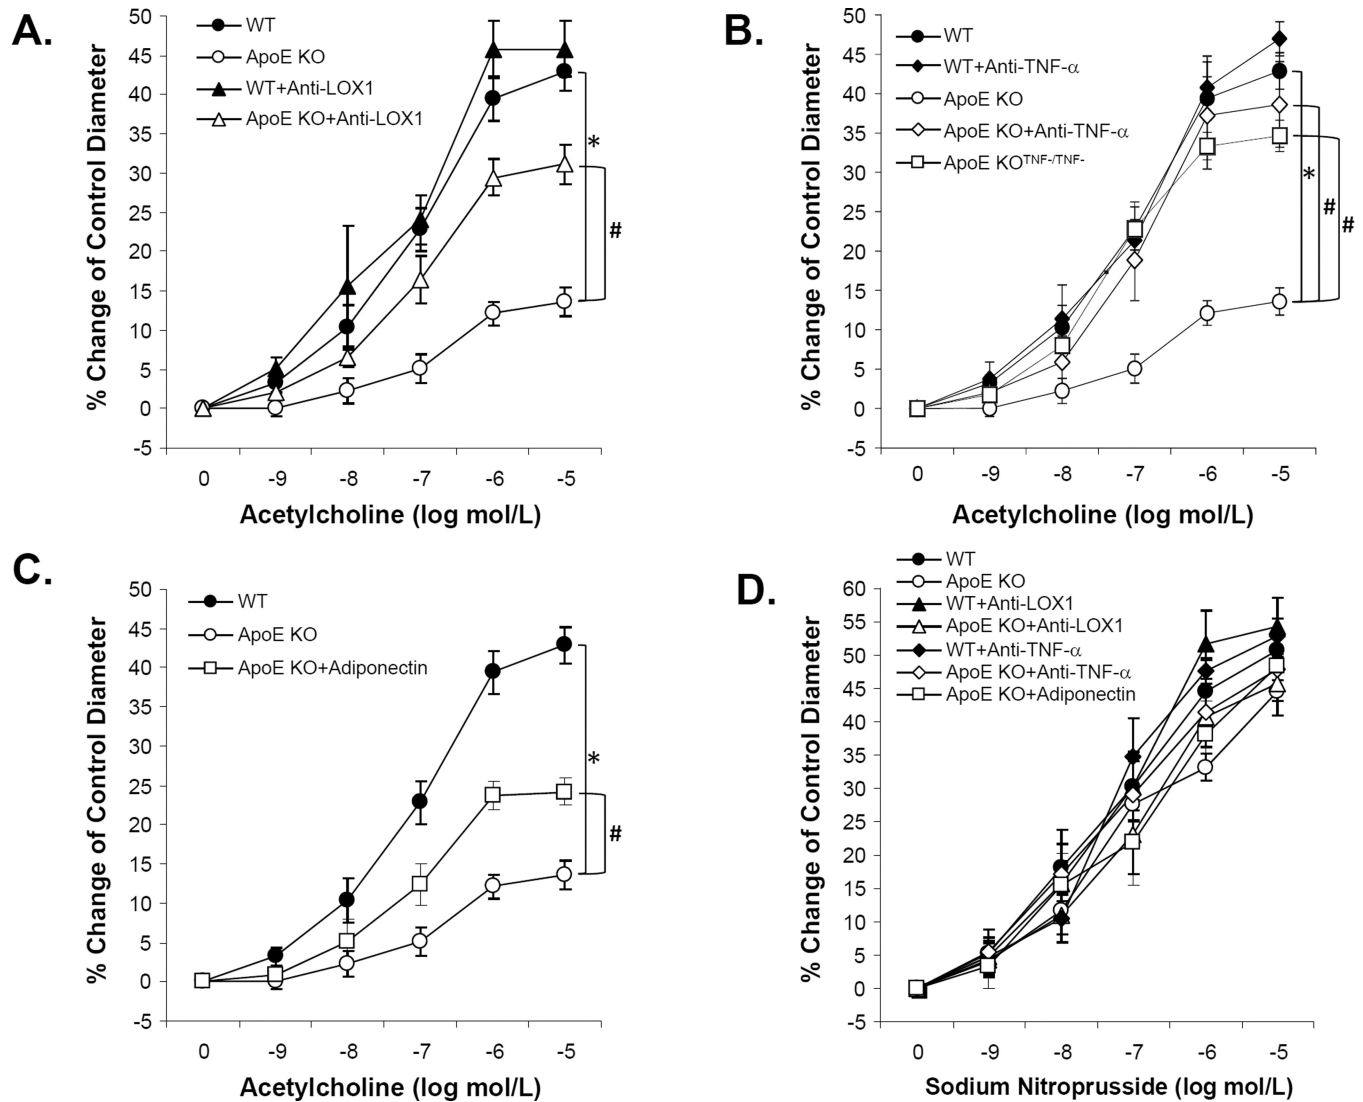 A.
50
45
40
35
30
25
20
15
10
5
0
-5
% Change of Control Diameter
WT
ApoE KO
WT+Anti-LOX1
ApoE KO+Anti-LOX1
*
#
0 -9 -8 -7 -6 -5
Acetylcholine (log mol/L)
B.
50
45
40
35
30
25
20
15
10
5
0
-5
% Change of Control Diameter
WT
WT+Anti-TNF-α
ApoE KO
ApoE KO+Anti-TNF-α
ApoE KOTNF-/TNF-
*
#
#
0 -9 -8 -7 -6 -5
Acetylcholine (log mol/L)
C.
50
45
40
35
30
25
20
15
10
5
0
-5
% Change of Control Diameter
WT
ApoE KO
ApoE KO+Adiponectin
*
#
0 -9 -8 -7 -6 -5
Acetylcholine (log mol/L)
D.
60
55
50
45
40
35
30
25
20
15
10
5
0
-5
% Change of Control Diameter
WT
ApoE KO
WT+Anti-LOX1
ApoE KO+Anti-LOX1
WT+Anti-TNF-α
ApoE KO+Anti-TNF-α
ApoE KO+Adiponectin
0 -9 -8 -7 -6 -5
Sodium Nitroprusside (log mol/L)